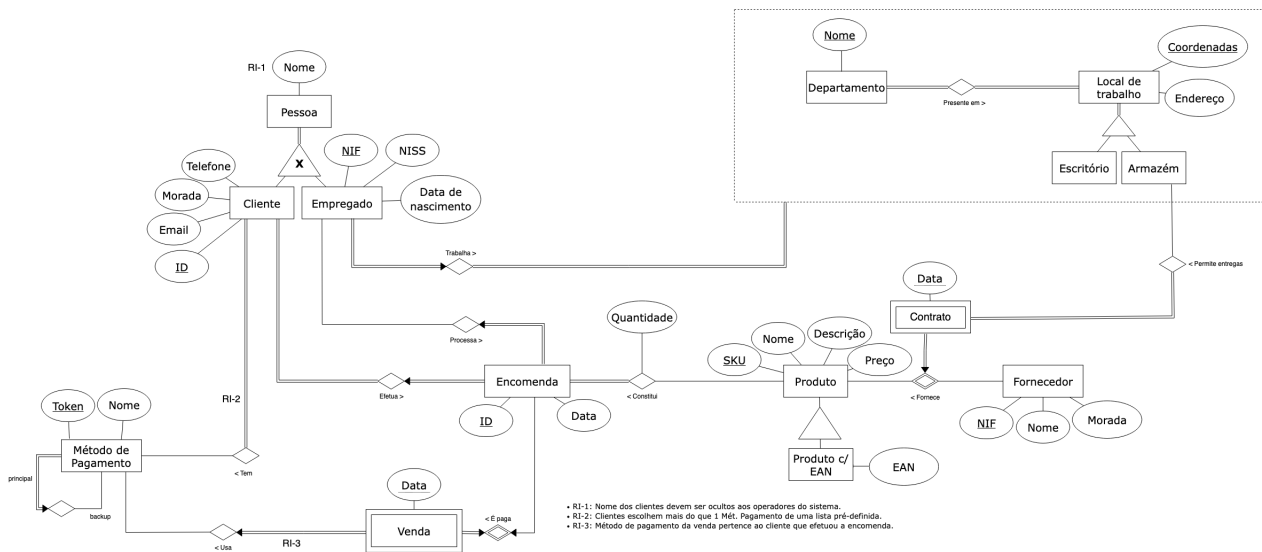 Nome
Coordenadas
RI-1
Nome
Departamento
Presente em >
Local de
trabalho
Endereço
Pessoa
X
Telefone
NIF
NISS
Escritório
Armazém
Morada
Cliente
Empregado
Data de
nascimento
Email
ID
Trabalha >
< Permite entregas
Data
Contrato
Quantidade
Processa >
Nome
Descrição
SKU
Preço
Encomenda
Produto
Fornecedor
Efetua >
< Constitui
< Fornece
RI-2
ID
Data
NIF
Nome
Morada
Token
Nome
Método de
Pagamento
< Tem
Produto c/
EAN
EAN
principal
backup
Data
< É paga
Venda
< Usa
RI-3
• RI-1: Nome dos clientes devem ser ocultos aos operadores do sistema.
• RI-2: Clientes escolhem mais do que 1 Mét. Pagamento de uma lista pré-definida.
• RI-3: Método de pagamento da venda pertence ao cliente que efetuou a encomenda.